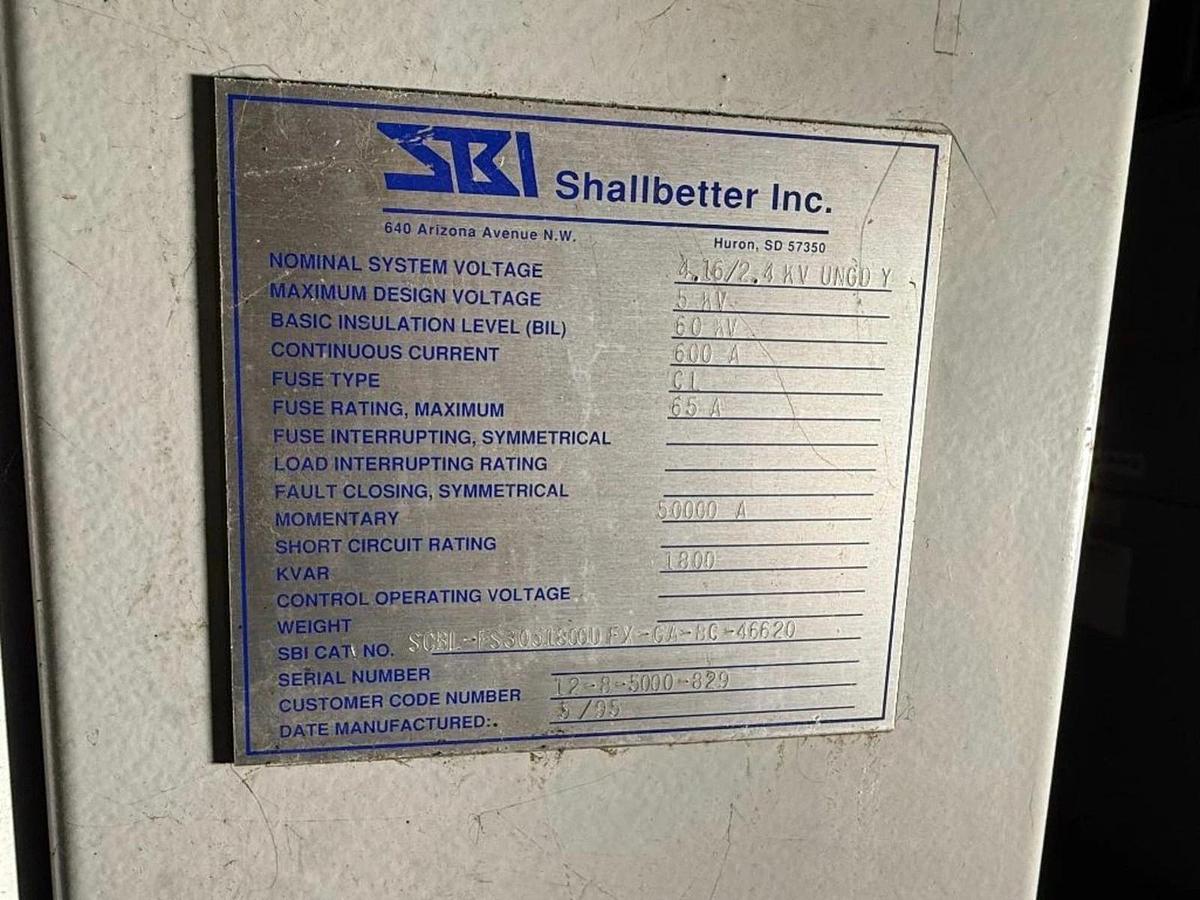 SBI Shallbetter Inc.
640 Arizona Avenue N.W. Huron, SD 57350
NOMINAL SYSTEM VOLTAGE 4.16/2.4 KV UNGD Y
MAXIMUM DESIGN VOLTAGE 5 KV
BASIC INSULATION LEVEL (BIL) 60 KV
CONTINUOUS CURRENT 600 A
FUSE TYPE CL
FUSE RATING, MAXIMUM 65 A
FUSE INTERRUPTING, SYMMETRICAL
LOAD INTERRUPTING RATING
FAULT CLOSING, SYMMETRICAL
MOMENTARY 50000 A
SHORT CIRCUIT RATING
KVAR 1800
CONTROL OPERATING VOLTAGE
WEIGHT
SBI CAT. NO.
SERIAL NUMBER
CUSTOMER CODE NUMBER 12-8-5000-829
DATE MANUFACTURED: 5/95